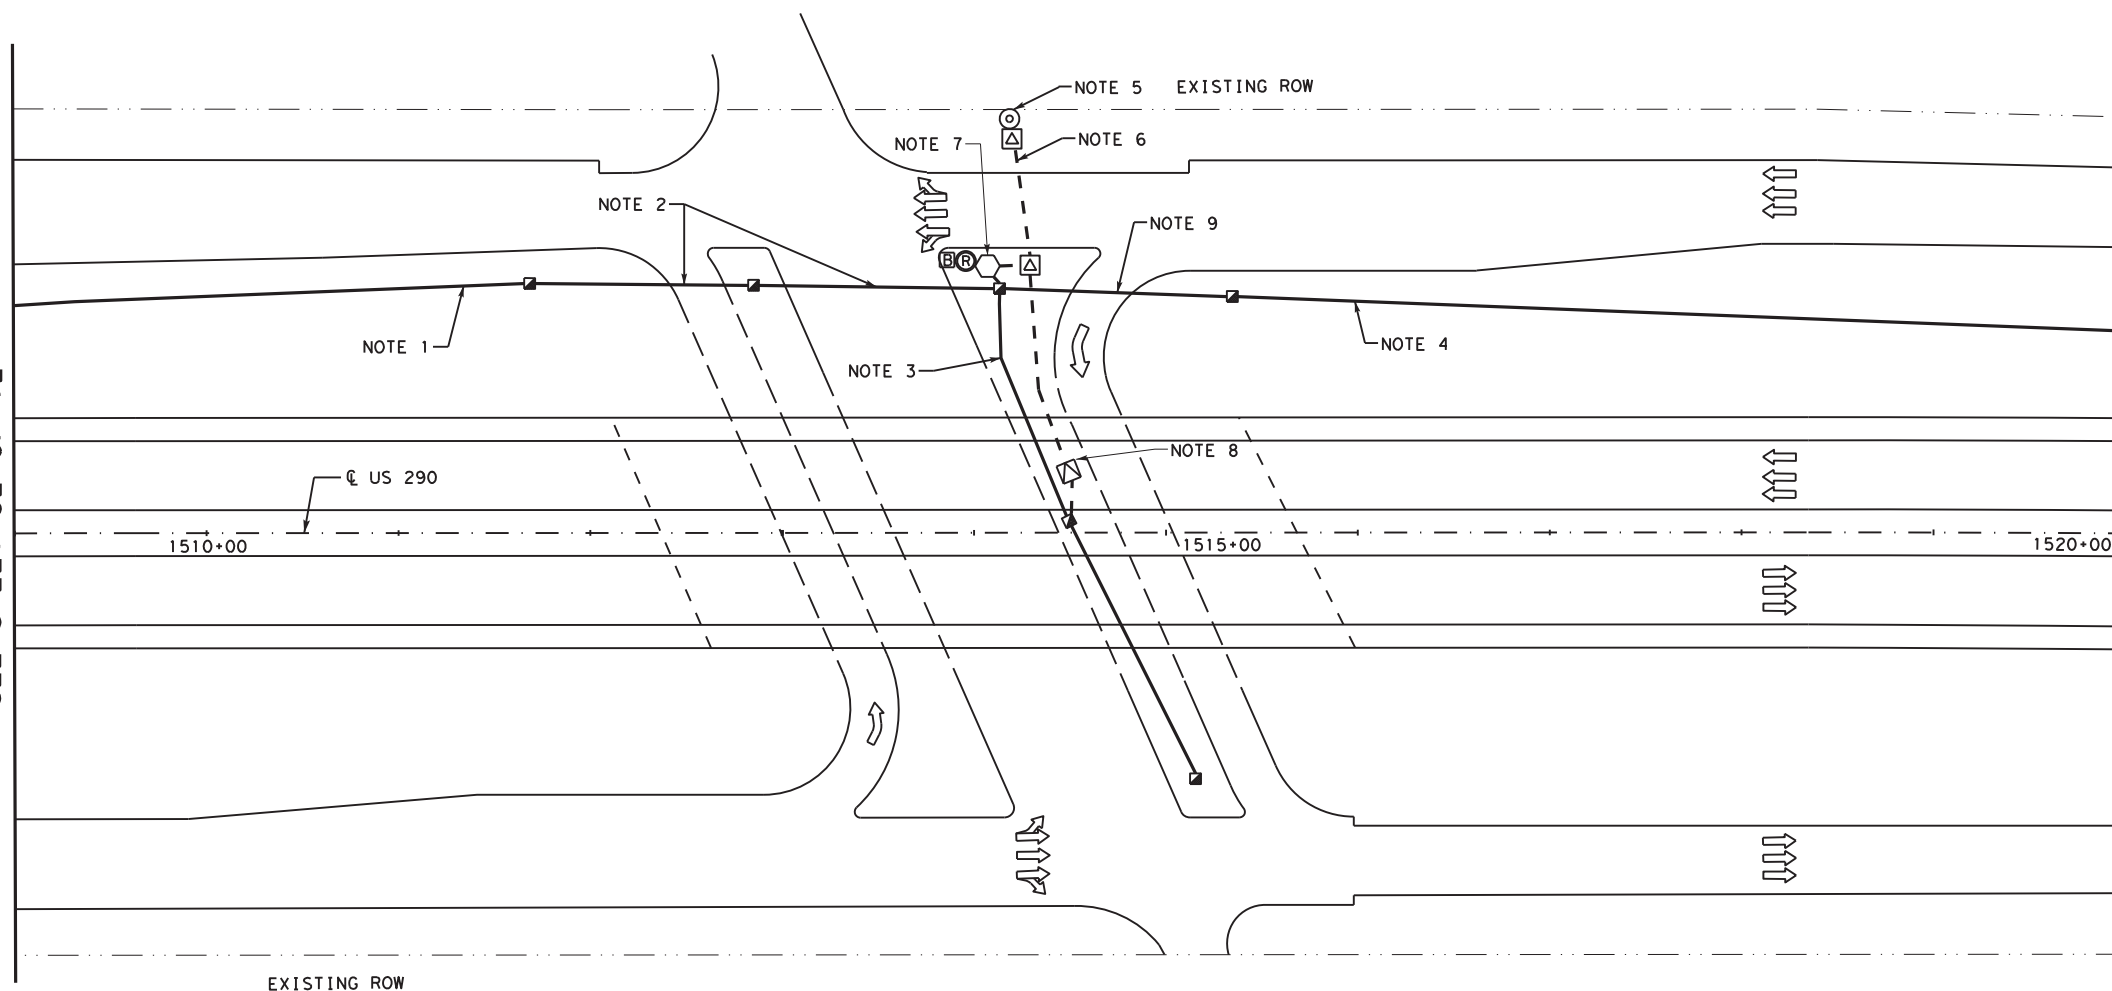 NOTE 5 EXISTING ROW
NOTE 7
NOTE 6
NOTE 2
NOTE 9
B R
NOTE 1
NOTE 4
NOTE 3
NOTE 8
℄ US 290
1510+00
1515+00
1520+00
EXISTING ROW